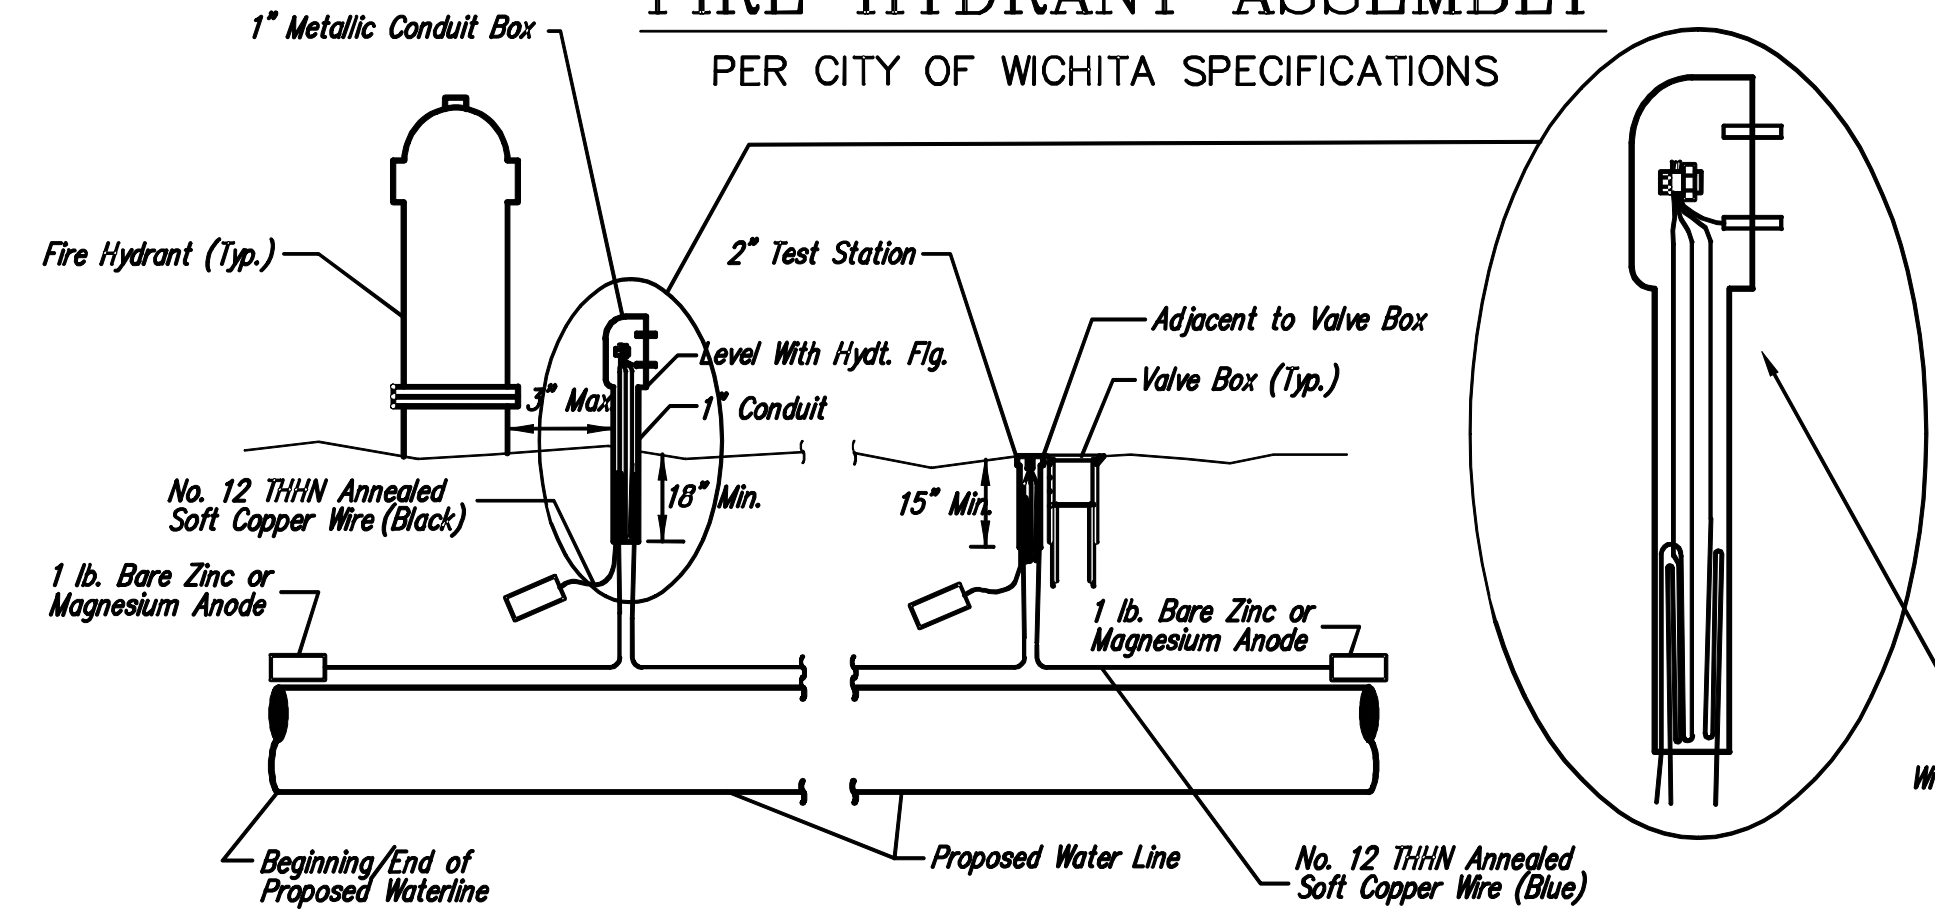 FIRE HYDRANT ASSEMBLY
PER CITY OF WICHITA SPECIFICATIONS
1" Metallic Conduit Box
Fire Hydrant (Typ.)
2" Test Station
Adjacent to Valve Box
Level With Hydt. Flg.
Valve Box (Typ.)
3" Max
1" Conduit
No. 12 THHN Annealed
Soft Copper Wire (Black)
18" Min.
15" Min.
1 lb. Bare Zinc or
Magnesium Anode
1 lb. Bare Zinc or
Magnesium Anode
Beginning/End of
Proposed Waterline
Proposed Water Line
No. 12 THHN Annealed
Soft Copper Wire (Blue)